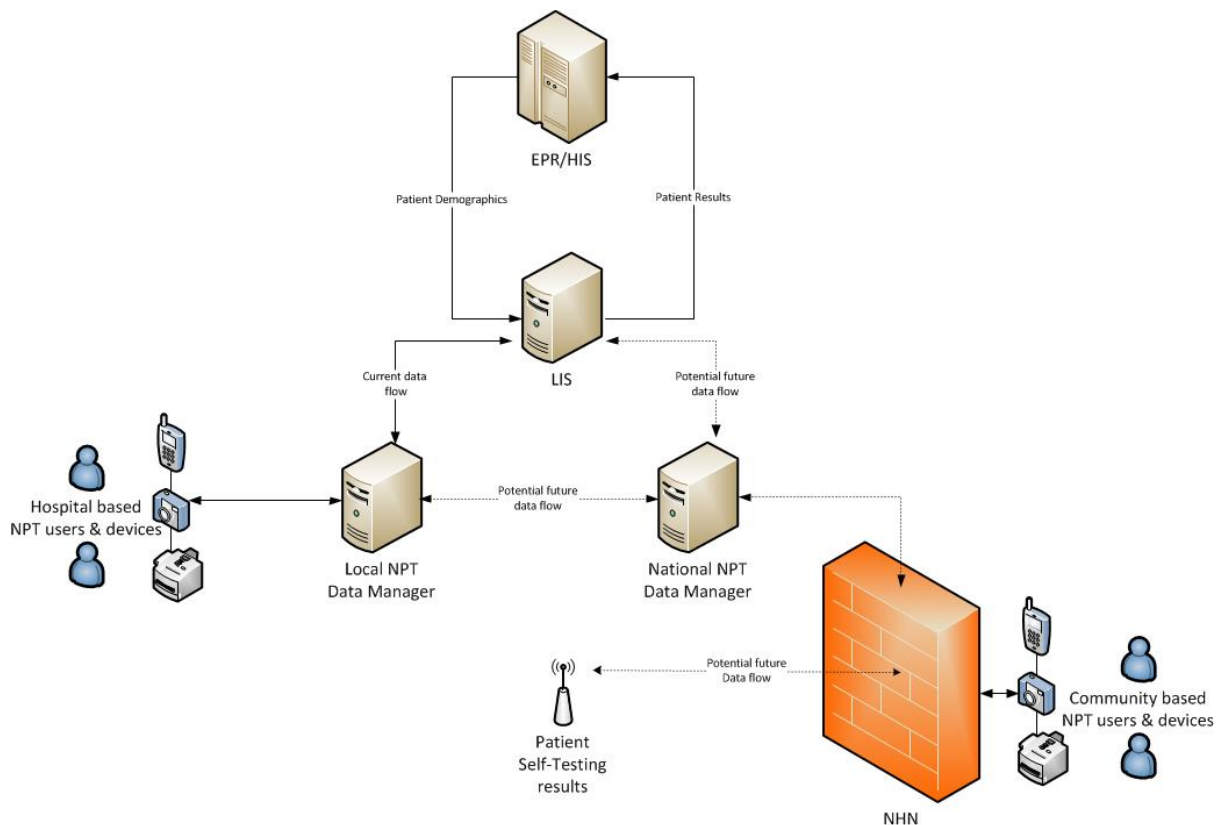 EPR/HIS
Patient Demographics
Patient Results
LIS
Current data
flow
Potential future
data flow
Hospital based
NPT users & devices
Potential future
data flow
Local NPT
Data Manager
National NPT
Data Manager
Potential future
Data flow
Patient
Self-Testing
results
Community based
NPT users & devices
NHN